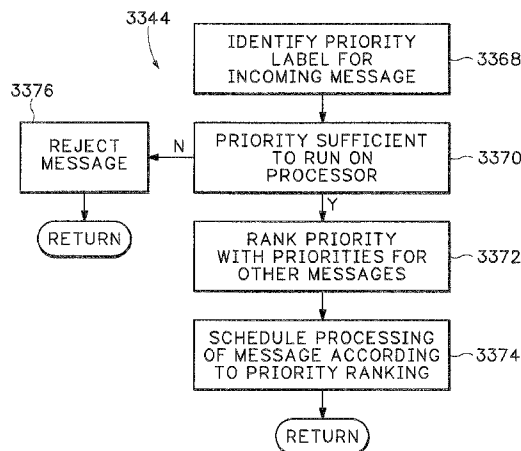 3344
IDENTIFY PRIORITY
LABEL FOR
INCOMING MESSAGE
3368
3376
REJECT
MESSAGE
N
PRIORITY SUFFICIENT
TO RUN ON
PROCESSOR
3370
RETURN
Y
RANK PRIORITY
WITH PRIORITIES FOR
OTHER MESSAGES
3372
SCHEDULE PROCESSING
OF MESSAGE ACCORDING
TO PRIORITY RANKING
3374
RETURN